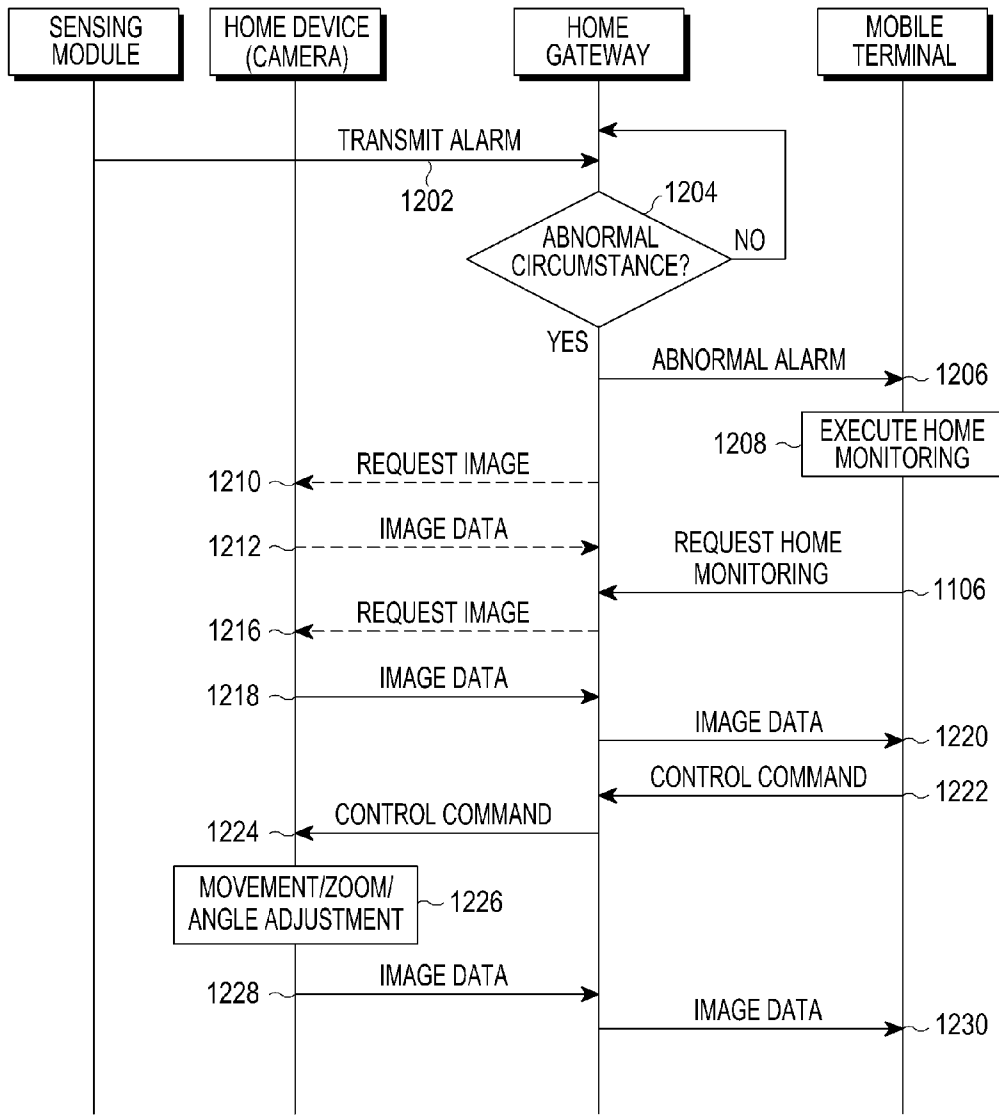 SENSING
MODULE
HOME DEVICE
(CAMERA)
HOME
GATEWAY
MOBILE
TERMINAL
TRANSMIT ALARM
1202
1204
ABNORMAL
CIRCUMSTANCE?
NO
YES
ABNORMAL ALARM
1206
1208
EXECUTE HOME
MONITORING
REQUEST IMAGE
1210
IMAGE DATA
1212
REQUEST HOME
MONITORING
1106
REQUEST IMAGE
1216
IMAGE DATA
1218
IMAGE DATA
1220
CONTROL COMMAND
1222
CONTROL COMMAND
1224
MOVEMENT/ZOOM/
ANGLE ADJUSTMENT
1226
IMAGE DATA
1228
IMAGE DATA
1230